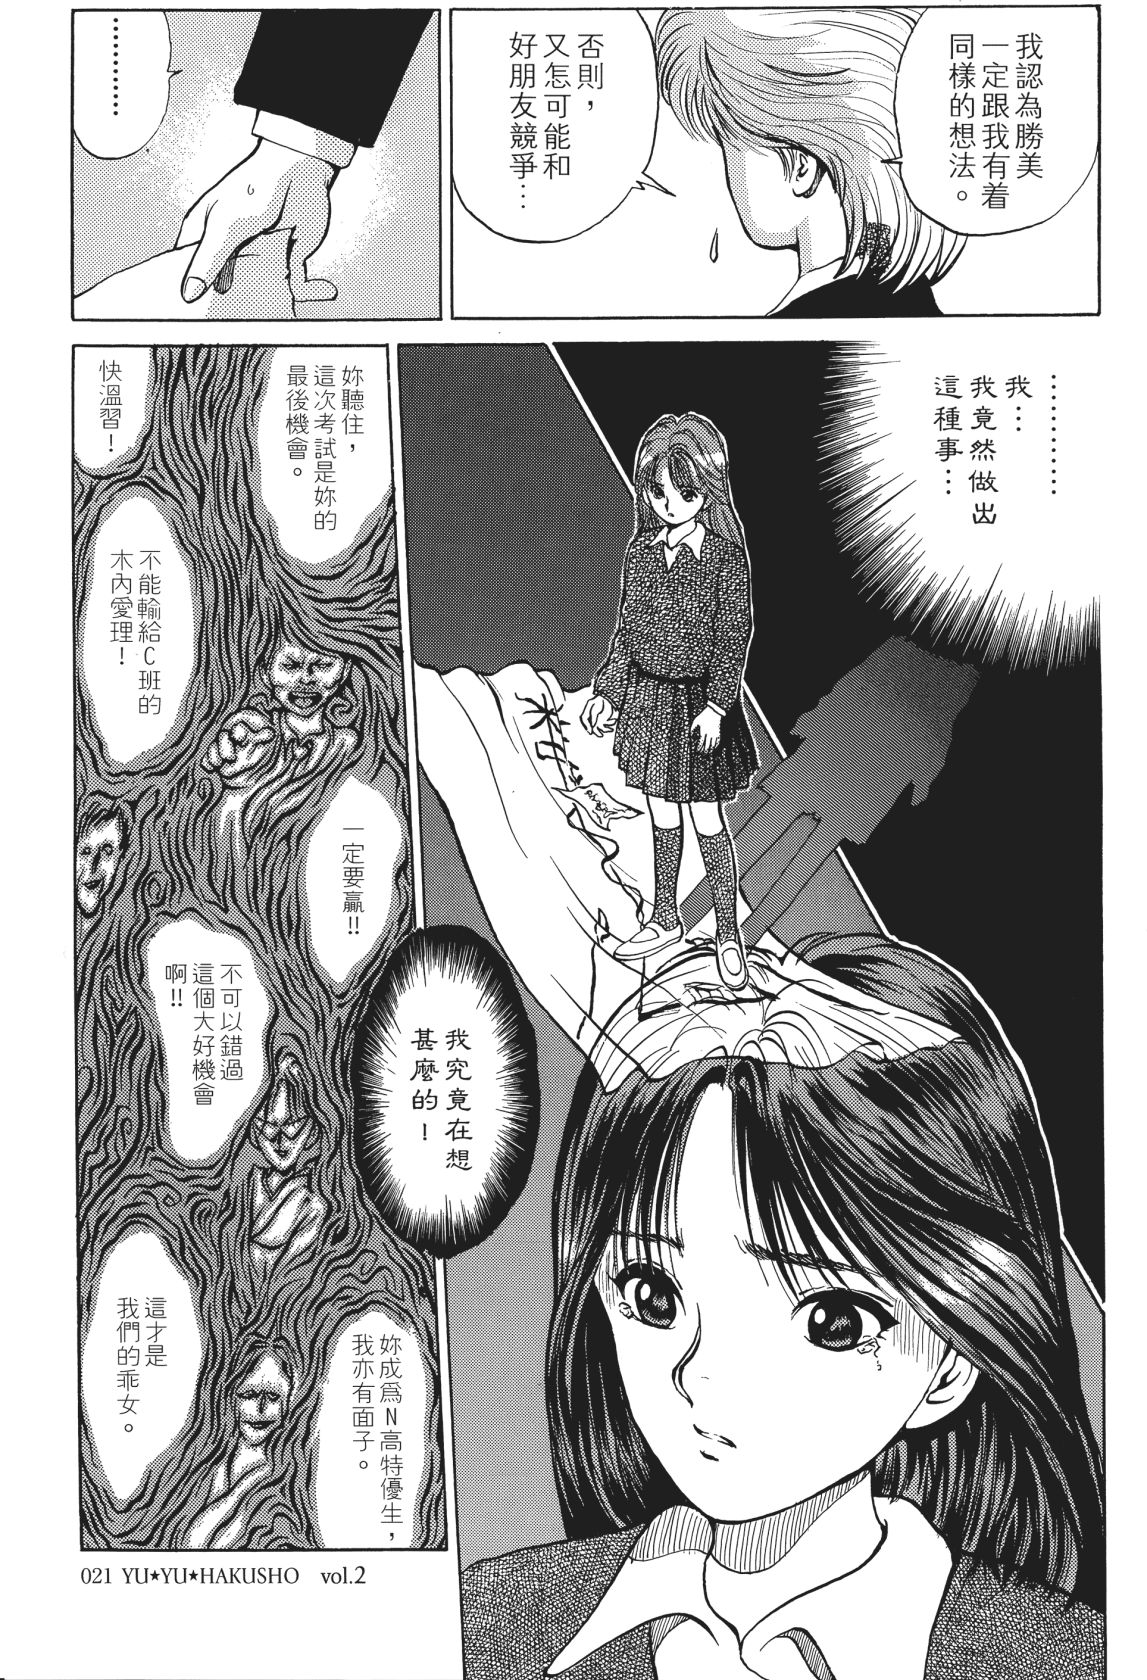 我認為勝美
一定跟我有着
同樣的想法。
否則，
又怎可能和
好朋友競爭…
…………
…………
我…
我竟然做出
這種事…
我究竟在想
甚麼的！
妳聽住，
這次考試是妳的
最後機會。
快溫習！
不能輸給C班的
木內愛理！
一定要贏!!
不可以錯過
這個大好機會
啊!!
妳成爲N高特優生，
我亦有面子。
這才是
我們的乖女。
021 YU★YU★HAKUSHO vol.2